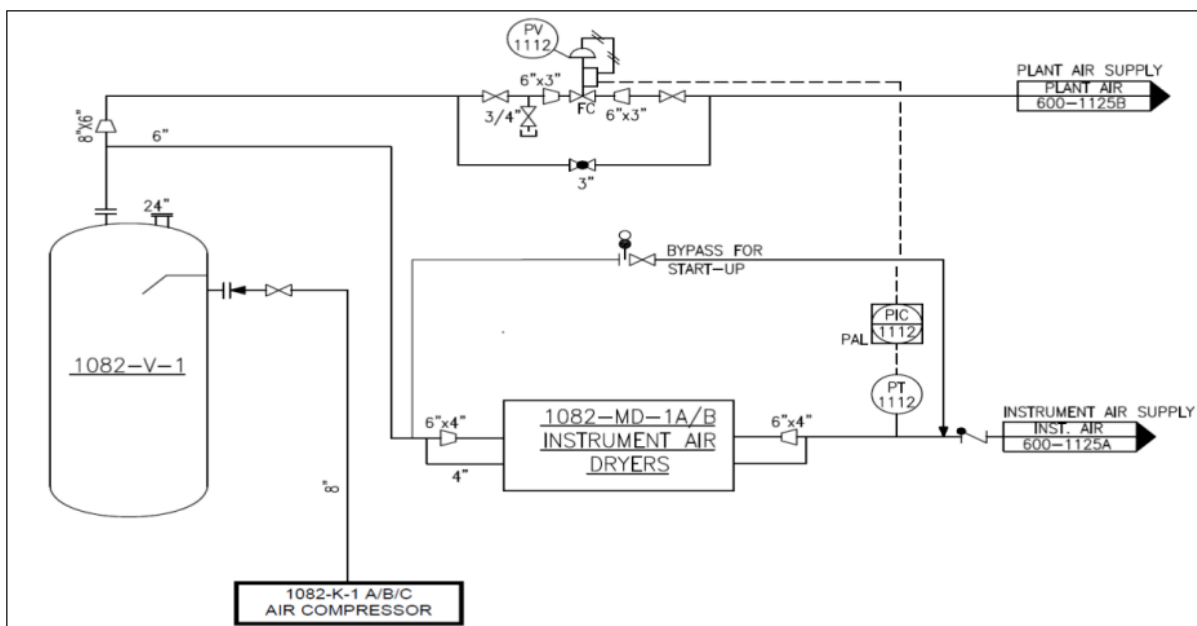 PV
1112
6"x3"
FC
6"x3"
3/4"
3"
PLANT AIR SUPPLY
PLANT AIR
600-1125B
8"X6"
6"
24"
BYPASS FOR
START-UP
1082-V-1
PIC
1112
PAL
PT
1112
6"x4"
4"
1082-MD-1A/B
INSTRUMENT AIR
DRYERS
6"x4"
INSTRUMENT AIR SUPPLY
INST. AIR
600-1125A
8"
1082-K-1 A/B/C
AIR COMPRESSOR